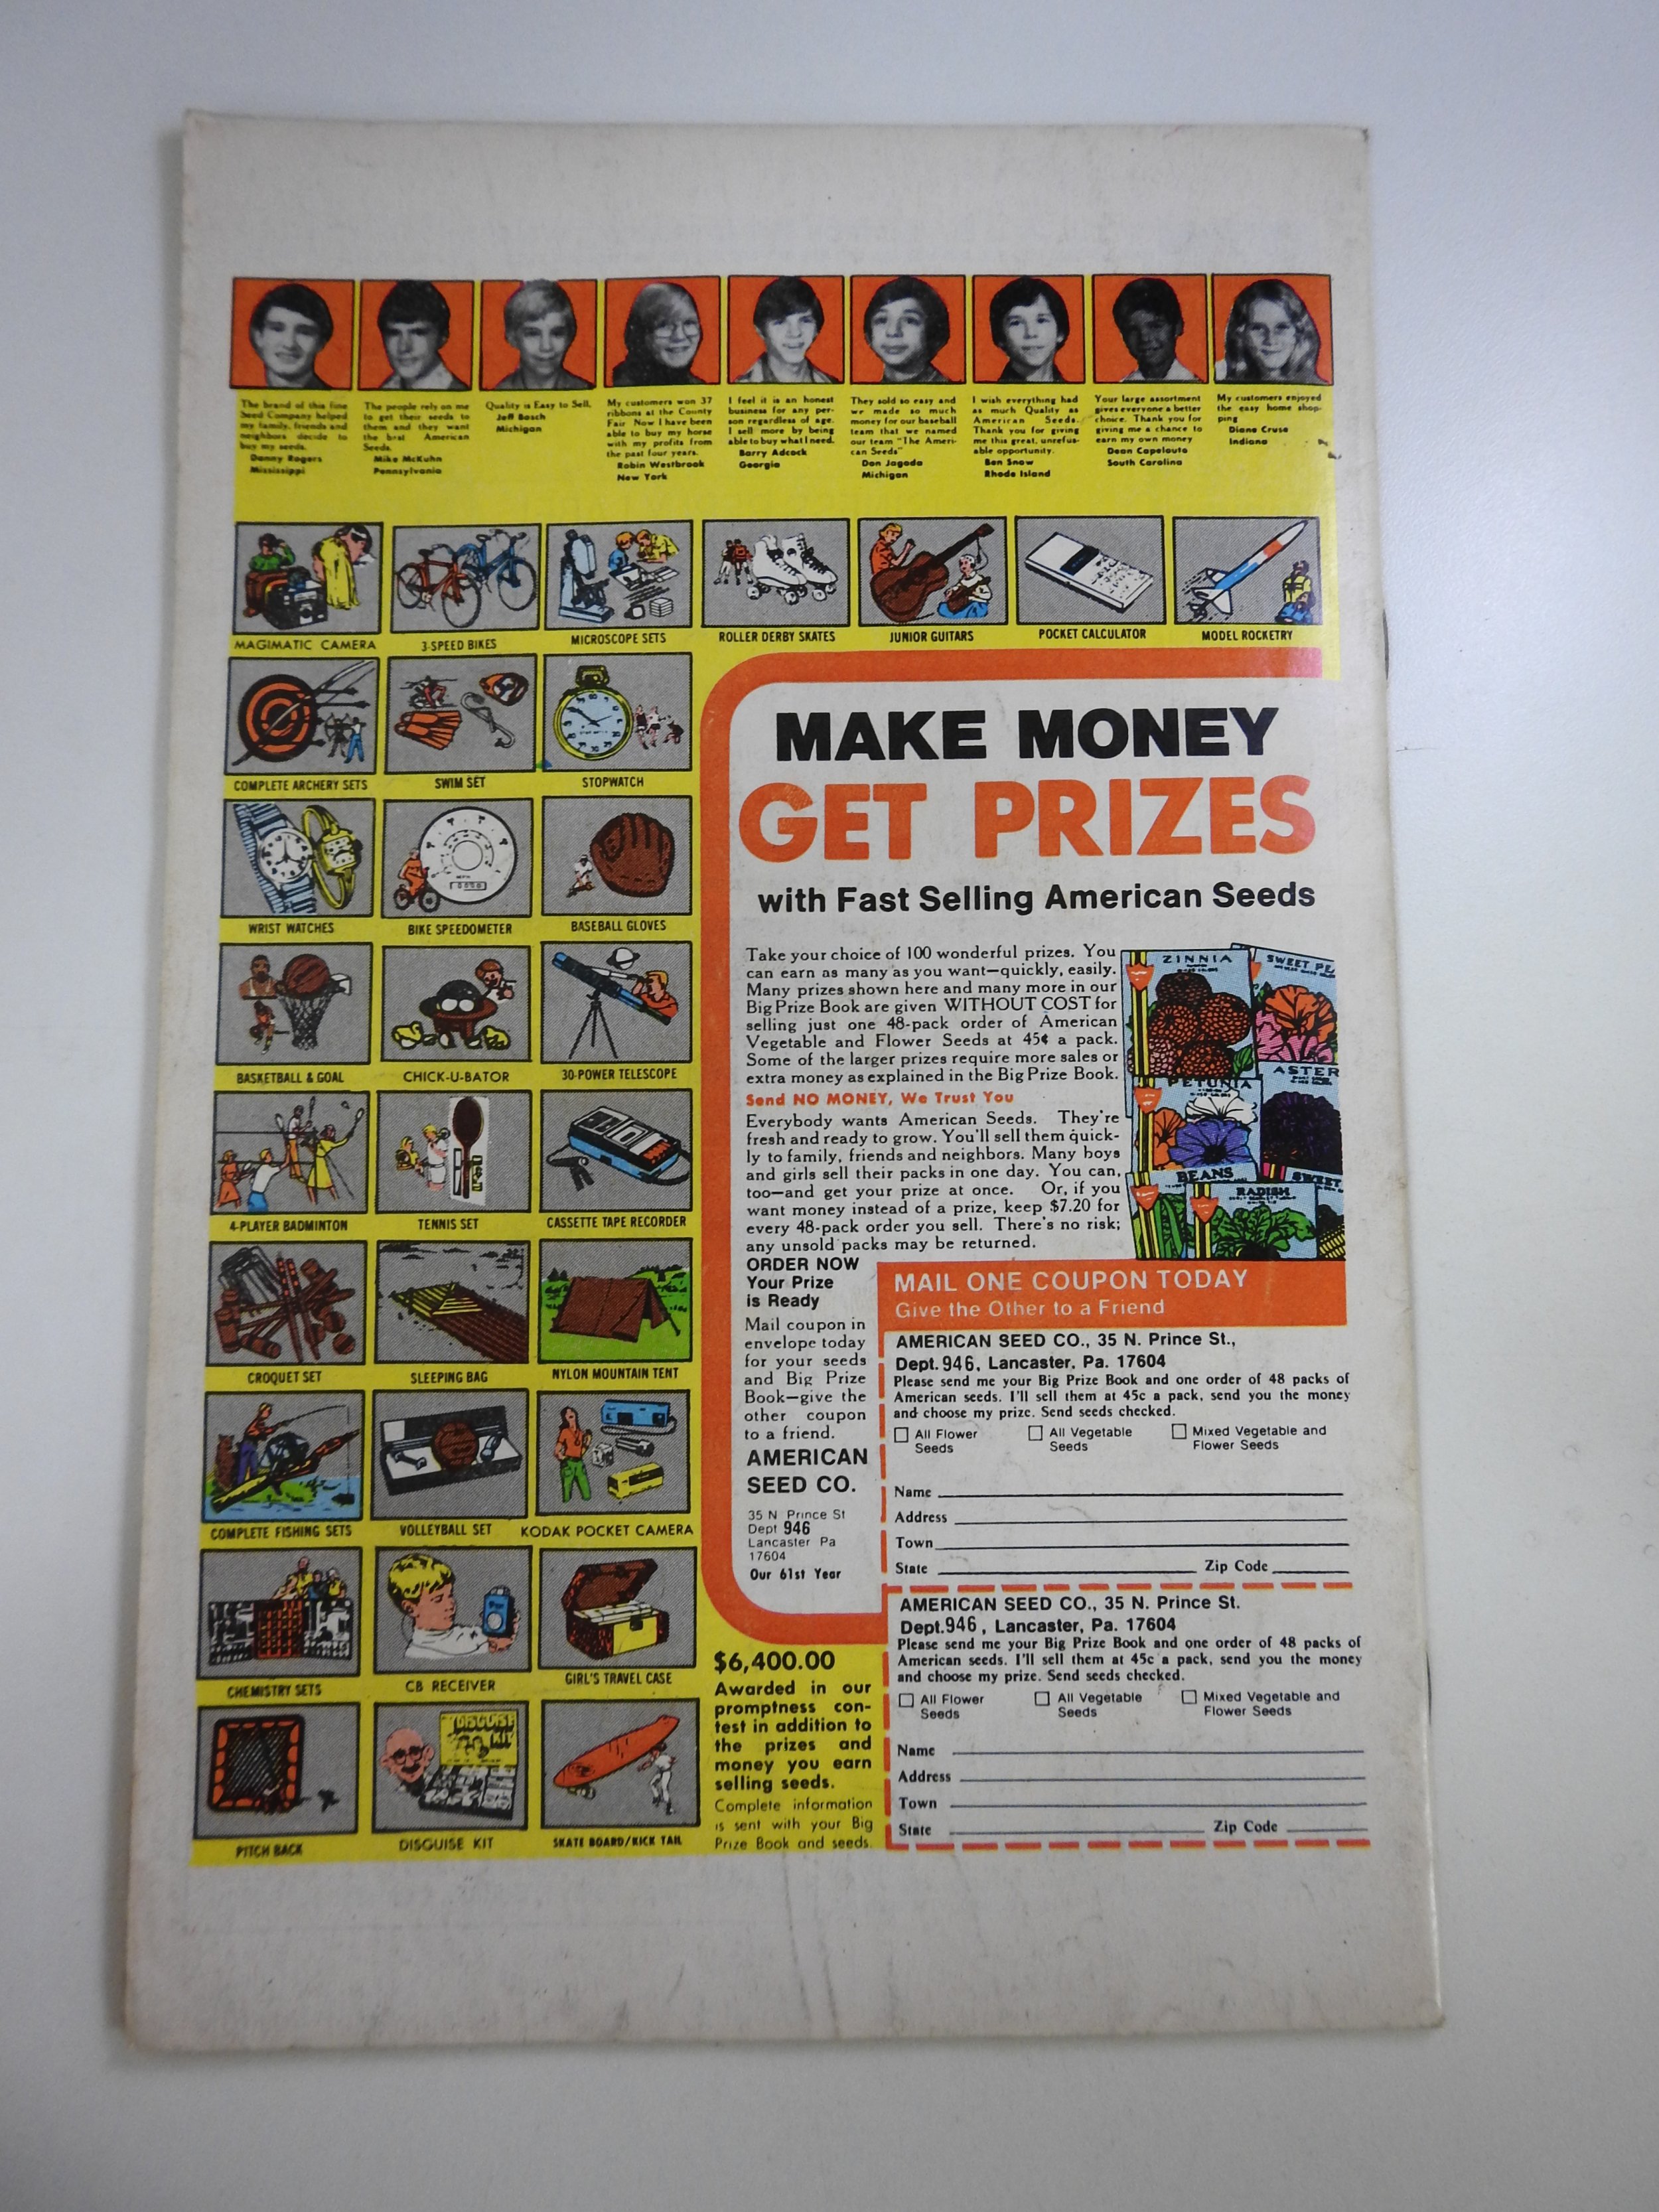 The brand of this fine
Seed Company helped
my family, friends and
neighbors decide to
buy my seeds.
Danny Rogers
Mississippi
The people rely on me
to get their seeds to
them and they want
the best American
Seeds.
Mike McKuhn
Pennsylvania
Quality is Easy to Sell.
Jeff Bosch
Michigan
My customers won 37
ribbons at the County
Fair Now I have been
able to buy my horse
with my profits from
the past four years.
Robin Westbrook
New York
I feel it is an honest
business for any per-
son regardless of age.
I sell more by being
able to buy what I need.
Barry Adcock
Georgia
They sold so easy and
we made so much
money for our baseball
team that we named
our team "The Ameri-
can Seeds"
Don Jagoda
Michigan
I wish everything had
as much Quality as
American Seeds.
Thank you for giving
me this great, unrefus-
able opportunity.
Ben Snow
Rhode Island
Your large assortment
gives everyone a better
choice. Thank you for
giving me a chance to
earn my own money
Dean Capelouto
South Carolina
My customers enjoyed
the easy home shop-
ping
Diane Cruse
Indiana
MAGIMATIC CAMERA
3-SPEED BIKES
MICROSCOPE SETS
ROLLER DERBY SKATES
JUNIOR GUITARS
POCKET CALCULATOR
MODEL ROCKETRY
COMPLETE ARCHERY SETS
SWIM SET
STOPWATCH
WRIST WATCHES
BIKE SPEEDOMETER
BASEBALL GLOVES
BASKETBALL & GOAL
CHICK-U-BATOR
30-POWER TELESCOPE
4-PLAYER BADMINTON
TENNIS SET
CASSETTE TAPE RECORDER
CROQUET SET
SLEEPING BAG
NYLON MOUNTAIN TENT
COMPLETE FISHING SETS
VOLLEYBALL SET
KODAK POCKET CAMERA
CHEMISTRY SETS
CB RECEIVER
GIRL'S TRAVEL CASE
DISGUISE
KIT
PITCH BACK
DISGUISE KIT
SKATE BOARD/KICK TAIL
MAKE MONEY
GET PRIZES
with Fast Selling American Seeds
Take your choice of 100 wonderful prizes. You
can earn as many as you want—quickly, easily.
Many prizes shown here and many more in our
Big Prize Book are given WITHOUT COST for
selling just one 48-pack order of American
Vegetable and Flower Seeds at 45¢ a pack.
Some of the larger prizes require more sales or
extra money as explained in the Big Prize Book.
Send NO MONEY, We Trust You
Everybody wants American Seeds. They're
fresh and ready to grow. You'll sell them quick-
ly to family, friends and neighbors. Many boys
and girls sell their packs in one day. You can,
too—and get your prize at once. Or, if you
want money instead of a prize, keep $7.20 for
every 48-pack order you sell. There's no risk;
any unsold packs may be returned.
ZINNIA
SWEET PE
PETUNIA
ASTER
BEANS
RADISH
SWEET
ORDER NOW
Your Prize
is Ready
Mail coupon in
envelope today
for your seeds
and Big Prize
Book—give the
other coupon
to a friend.
AMERICAN
SEED CO.
35 N Prince St
Dept 946
Lancaster Pa
17604
Our 61st Year
MAIL ONE COUPON TODAY
Give the Other to a Friend
AMERICAN SEED CO., 35 N. Prince St.,
Dept. 946, Lancaster, Pa. 17604
Please send me your Big Prize Book and one order of 48 packs of
American seeds. I'll sell them at 45c a pack, send you the money
and choose my prize. Send seeds checked.
All Flower
Seeds
All Vegetable
Seeds
Mixed Vegetable and
Flower Seeds
Name
Address
Town
State Zip Code
AMERICAN SEED CO., 35 N. Prince St.
Dept. 946, Lancaster, Pa. 17604
Please send me your Big Prize Book and one order of 48 packs of
American seeds. I'll sell them at 45c a pack, send you the money
and choose my prize. Send seeds checked.
All Flower
Seeds
All Vegetable
Seeds
Mixed Vegetable and
Flower Seeds
Name
Address
Town
State Zip Code
$6,400.00
Awarded in our
promptness con-
test in addition to
the prizes and
money you earn
selling seeds.
Complete information
is sent with your Big
Prize Book and seeds.